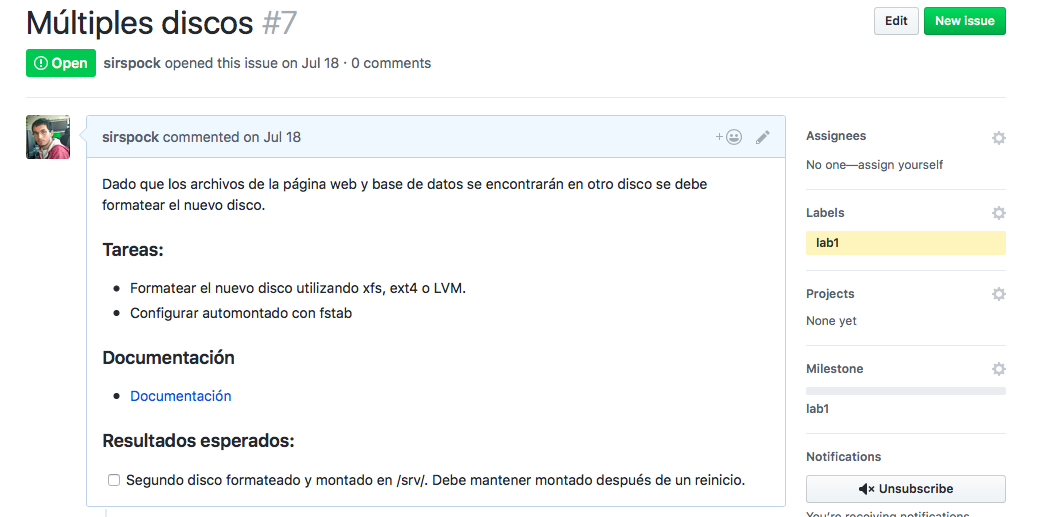 Múltiples discos #7
Edit
New issue
Open
sirspock opened this issue on Jul 18 · 0 comments
sirspock commented on Jul 18
Dado que los archivos de la página web y base de datos se encontrarán en otro disco se debe
formatear el nuevo disco.
Tareas:
• Formatear el nuevo disco utilizando xfs, ext4 o LVM.
• Configurar automontado con fstab
Documentación
• Documentación
Resultados esperados:
Segundo disco formateado y montado en /srv/. Debe mantener montado después de un reinicio.
Assignees
No one—assign yourself
Labels
lab1
Projects
None yet
Milestone
lab1
Notifications
Unsubscribe
You're receiving notifications